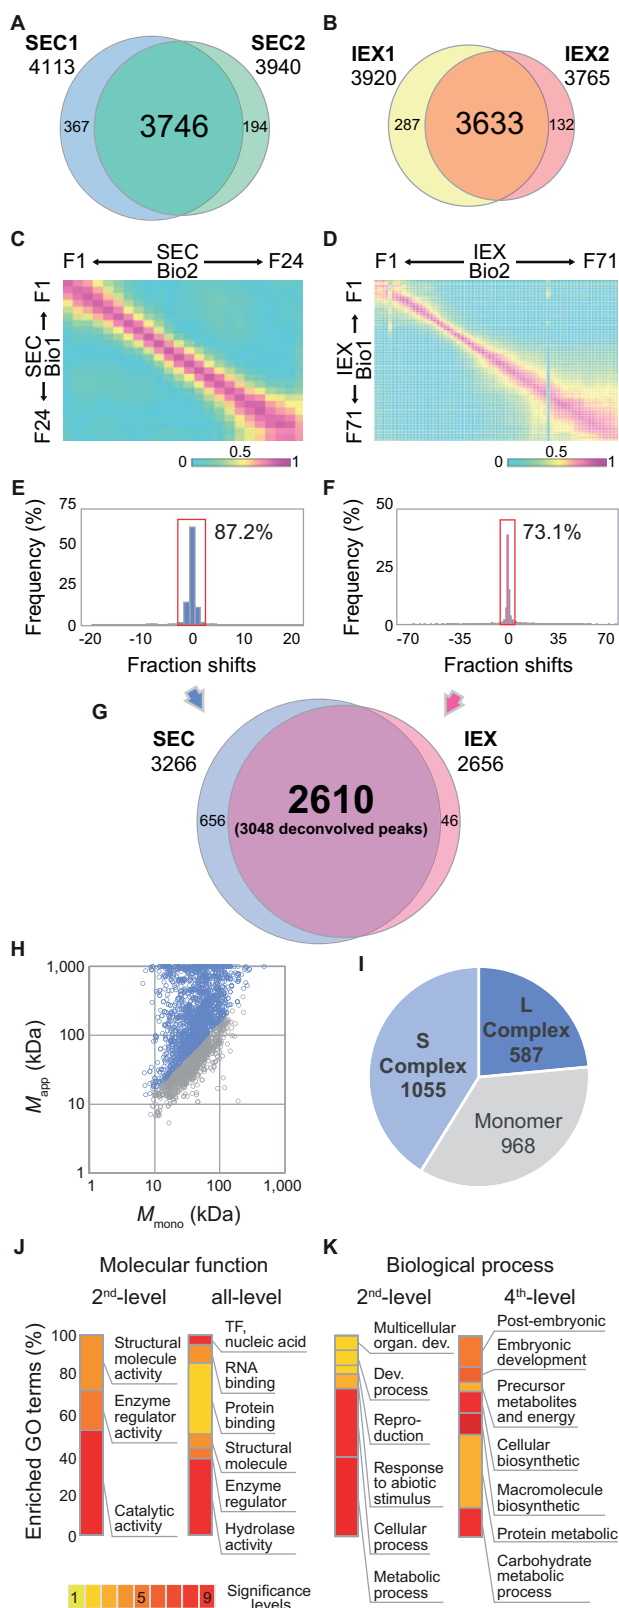 A
SEC1
4113
SEC2
3940
367
3746
194
B
IEX1
3920
IEX2
3765
287
3633
132
C
SEC
F1
F24
Bio2
F1
SEC
Bio1
F24
0
0.5
1
D
IEX
F1
F71
Bio2
F1
IEX
Bio1
F71
0
0.5
1
E
75
50
25
0
Frequency (%)
87.2%
-20
-10
0
10
20
Fraction shifts
F
50
25
0
Frequency (%)
73.1%
-70
-35
0
35
70
Fraction shifts
G
SEC
3266
IEX
2656
656
2610
(3048 deconvolved peaks)
46
H
1,000
100
10
1
Mapp (kDa)
1
10
100
1,000
Mmono (kDa)
I
L
Complex
587
S
Complex
1055
Monomer
968
J
Molecular function
2nd-level
all-level
Enriched GO terms (%)
100
80
60
40
20
0
Structural
molecule
activity
Enzyme
regulator
activity
Catalytic
activity
TF,
nucleic acid
RNA
binding
Protein
binding
Structural
molecule
Enzyme
regulator
Hydrolase
activity
1
5
9
Significance
levels
K
Biological process
2nd-level
4th-level
Multicellular
organ. dev.
Dev.
process
Repro-
duction
Response
to abiotic
stimulus
Cellular
process
Metabolic
process
Post-embryonic
Embryonic
development
Precursor
metabolites
and energy
Cellular
biosynthetic
Macromolecule
biosynthetic
Protein metabolic
Carbohydrate
metabolic
process